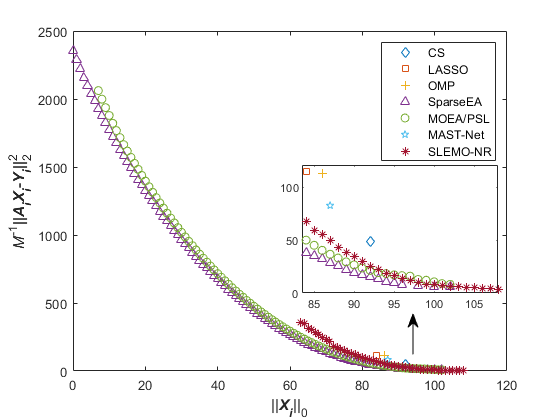 2500
2000
1500
1000
500
0
M⁻¹||AᵢXᵢ-Yᵢ||₂²
CS
LASSO
OMP
SparseEA
MOEA/PSL
MAST-Net
SLEMO-NR
100
50
0
85 90 95 100 105
0 20 40 60 80 100 120
||Xᵢ||₀